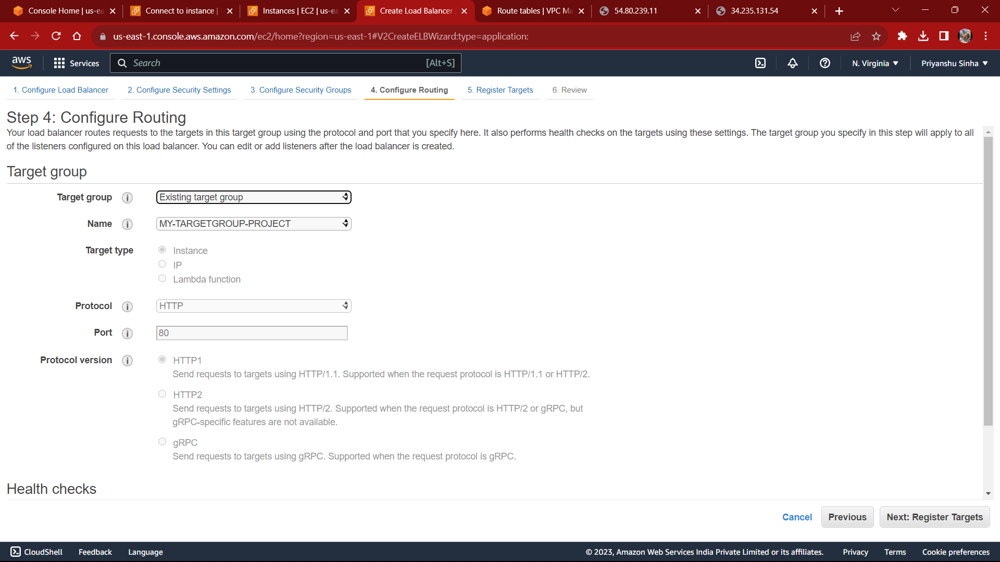 Console Home | us-ea
Connect to instance |
Instances | EC2 | us-ea
Create Load Balancer
Route tables | VPC Ma
54.80.239.11
34.235.131.54
us-east-1.console.aws.amazon.com/ec2/home?region=us-east-1#V2CreateELBWizard:type=application:
aws
Services
Search
[Alt+S]
N. Virginia
Priyanshu Sinha
1. Configure Load Balancer
2. Configure Security Settings
3. Configure Security Groups
4. Configure Routing
5. Register Targets
6. Review
Step 4: Configure Routing
Your load balancer routes requests to the targets in this target group using the protocol and port that you specify here. It also performs health checks on the targets using these settings. The target group you specify in this step will apply to all
of the listeners configured on this load balancer. You can edit or add listeners after the load balancer is created.
Target group
Target group
Existing target group
Name
MY-TARGETGROUP-PROJECT
Target type
Instance
IP
Lambda function
Protocol
HTTP
Port
80
Protocol version
HTTP1
Send requests to targets using HTTP/1.1. Supported when the request protocol is HTTP/1.1 or HTTP/2.
HTTP2
Send requests to targets using HTTP/2. Supported when the request protocol is HTTP/2 or gRPC, but
gRPC-specific features are not available.
gRPC
Send requests to targets using gRPC. Supported when the request protocol is gRPC.
Health checks
Cancel
Previous
Next: Register Targets
CloudShell
Feedback
Language
© 2023, Amazon Web Services India Private Limited or its affiliates.
Privacy
Terms
Cookie preferences